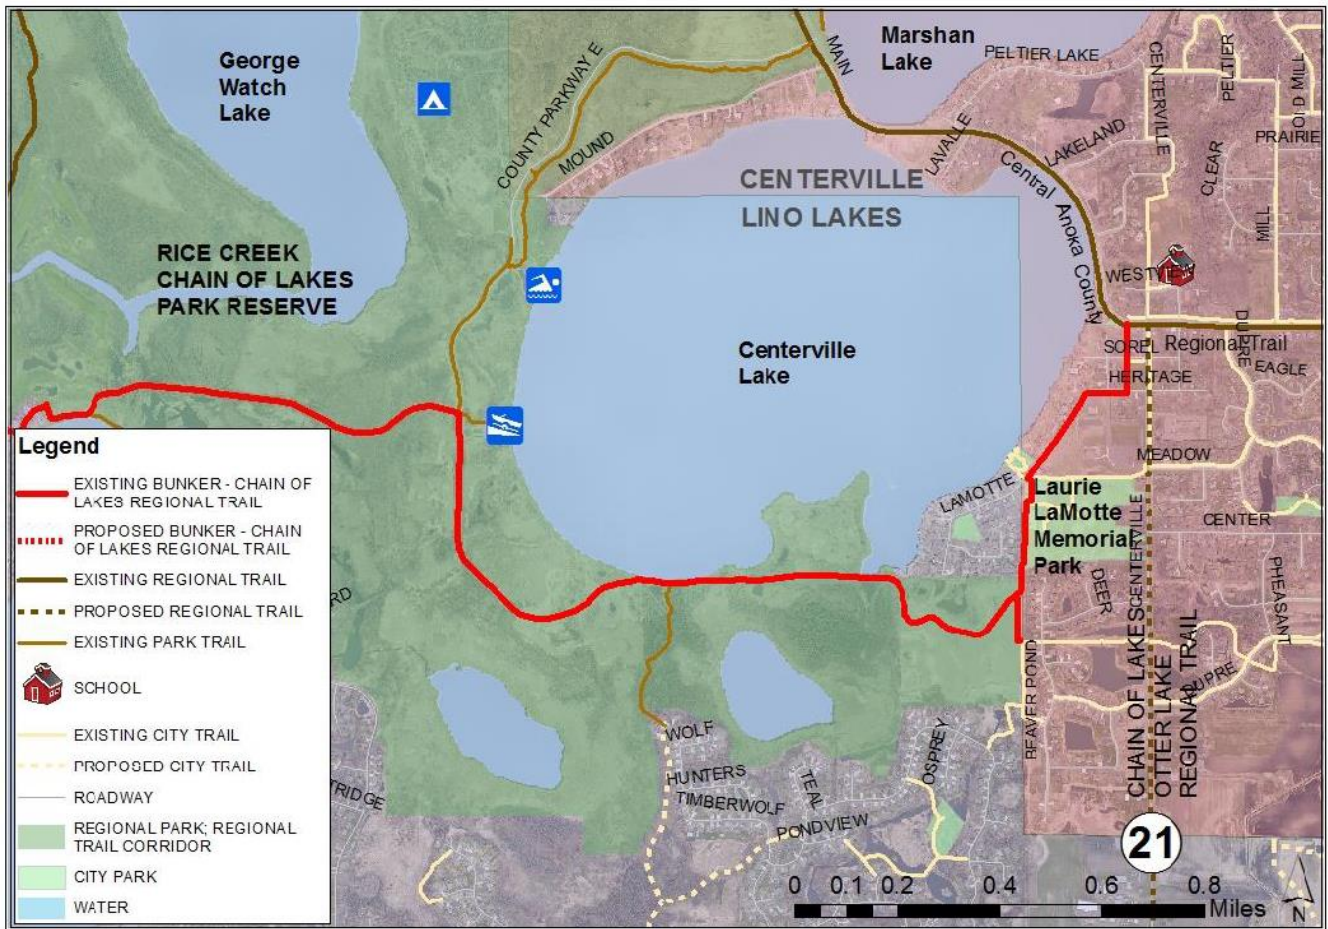 George
Watch
Lake
Marshan
Lake
MAIN
PELTIER LAKE
CENTERVILLE
PELTIER
OLD MILL
PRAIRIE
COUNTY PARKWAY E
MOUND
LAVALLE
LAKELAND
CLEAR
MILL
CENTERVILLE
LINO LAKES
Central Anoka County
Regional Trail
RICE CREEK
CHAIN OF LAKES
PARK RESERVE
Centerville
Lake
SOREL
HERITAGE
DUPRE
EAGLE
MEADOW
LAMOTTE
Laurie
LaMotte
Memorial
Park
CENTERVILLE
CENTER
DEER
PHEASANT
DUPRE
BEAVER POND
CHAIN OF LAKES
OTTER LAKE
REGIONAL TRAIL
RD
TRIDGE
WOLF
HUNTERS
TIMBERWOLF
TEAL
OSPREY
PONDVIEW
21
Legend
EXISTING BUNKER - CHAIN OF
LAKES REGIONAL TRAIL
PROPOSED BUNKER - CHAIN
OF LAKES REGIONAL TRAIL
EXISTING REGIONAL TRAIL
PROPOSED REGIONAL TRAIL
EXISTING PARK TRAIL
SCHOOL
EXISTING CITY TRAIL
PROPOSED CITY TRAIL
ROADWAY
REGIONAL PARK; REGIONAL
TRAIL CORRIDOR
CITY PARK
WATER
0 0.1 0.2 0.4 0.6 0.8
Miles
N